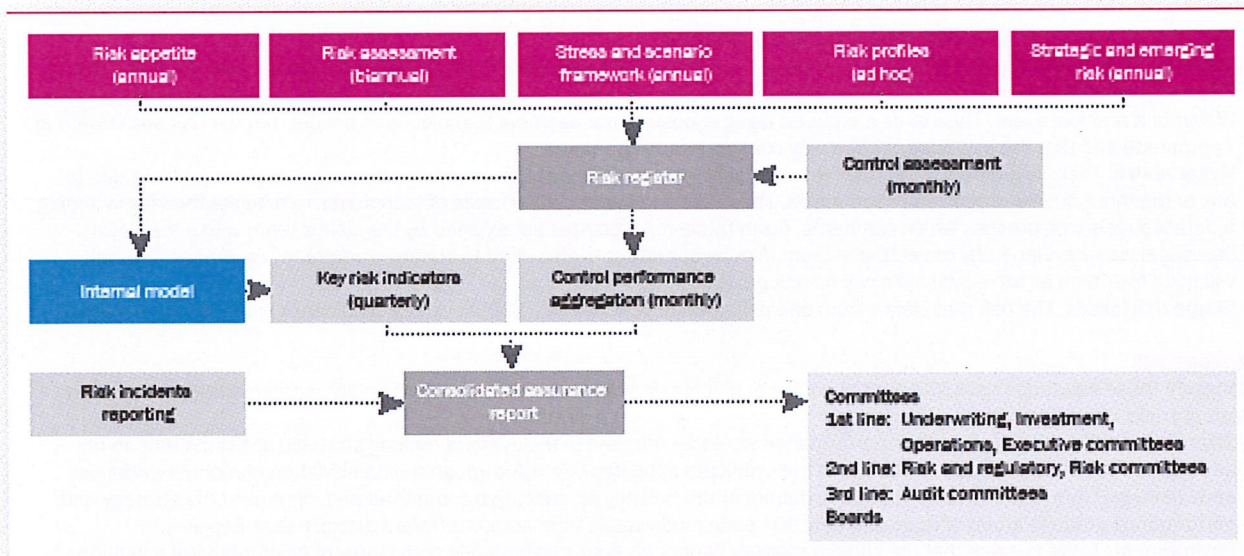 Risk appetite
(annual)
Risk assessment
(biannual)
Stress and scenario
framework (annual)
Risk profiles
(ad hoc)
Strategic and emerging
risk (annual)
Risk register
Control assessment
(monthly)
Internal model
Key risk indicators
(quarterly)
Control performance
aggregation (monthly)
Risk incidents
reporting
Consolidated assurance
report
Committees
1st line: Underwriting, Investment,
Operations, Executive committees
2nd line: Risk and regulatory, Risk committees
3rd line: Audit committees
Boards